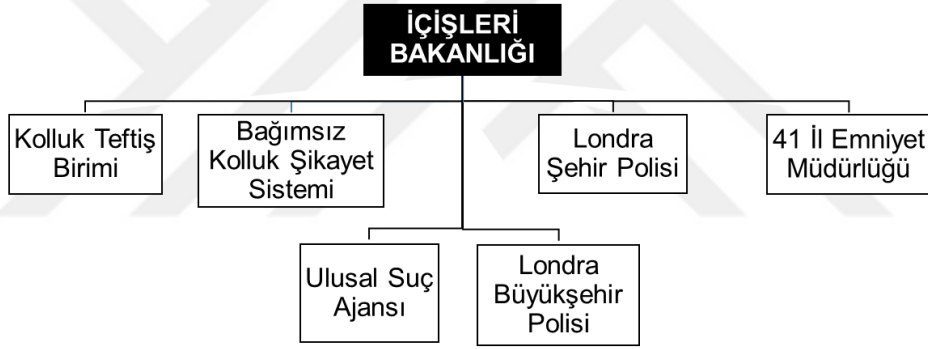 İÇİŞLERİ
BAKANLIĞI
Kolluk Teftiş
Birimi
Bağımsız
Kolluk Şikayet
Sistemi
Londra
Şehir Polisi
41 İl Emniyet
Müdürlüğü
Ulusal Suç
Ajansı
Londra
Büyükşehir
Polisi